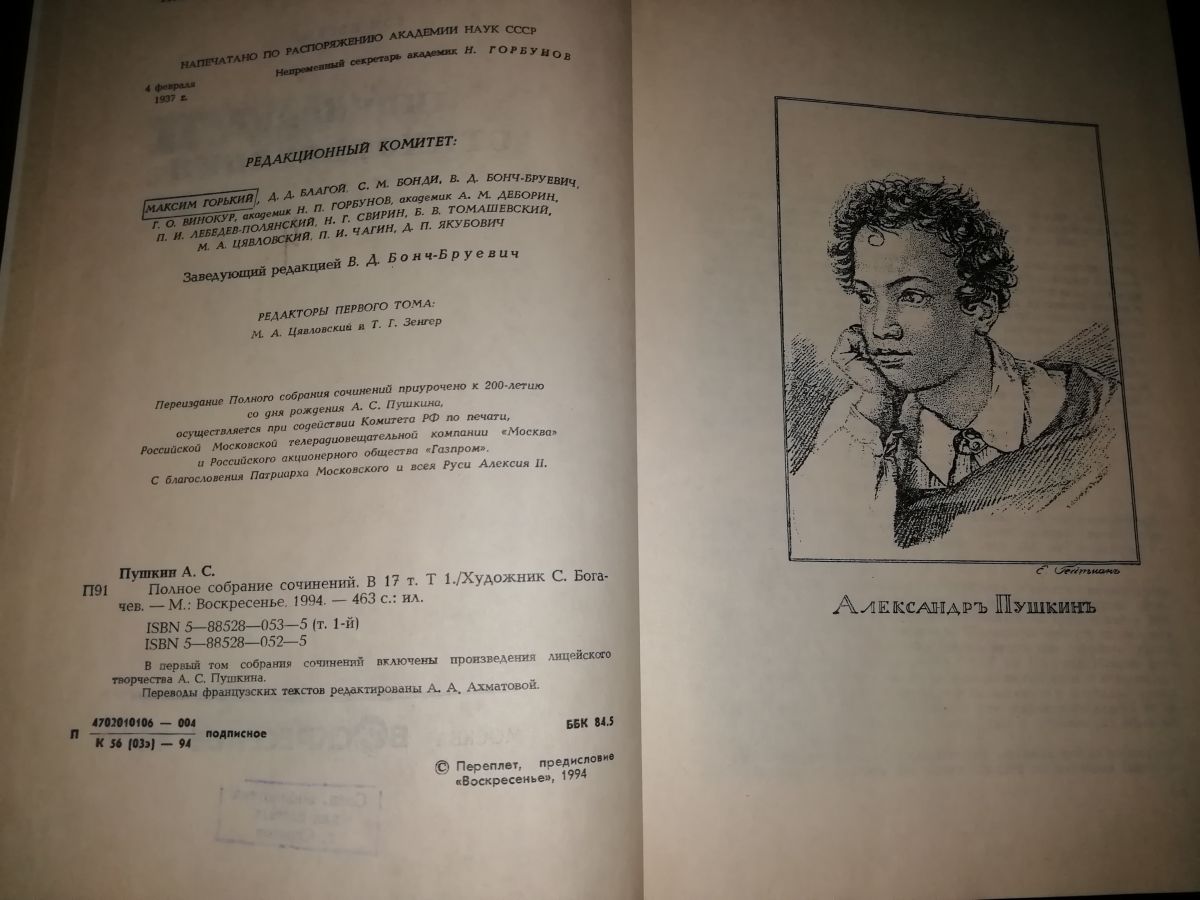 НАПЕЧАТАНО ПО РАСПОРЯЖЕНИЮ АКАДЕМИИ НАУК СССР
Непременный секретарь академик Н. ГОРБУНОВ
4 февраля
1937 г.
РЕДАКЦИОННЫЙ КОМИТЕТ:
МАКСИМ ГОРЬКИЙ, Д. Д. БЛАГОЙ, С. М. БОНДИ, В. Д. БОНЧ-БРУЕВИЧ,
Г. О. ВИНОКУР, академик Н. П. ГОРБУНОВ, академик А. М. ДЕБОРИН,
П. И. ЛЕБЕДЕВ-ПОЛЯНСКИЙ, Н. Г. СВИРИН, Б. В. ТОМАШЕВСКИЙ,
М. А. ЦЯВЛОВСКИЙ, П. И. ЧАГИН, Д. П. ЯКУБОВИЧ
Заведующий редакцией В. Д. Бонч-Бруевич
РЕДАКТОРЫ ПЕРВОГО ТОМА:
М. А. Цявловский и Т. Г. Зенгер
Переиздание Полного собрания сочинений приурочено к 200-летию
со дня рождения А. С. Пушкина,
осуществляется при содействии Комитета РФ по печати,
Российской Московской телерадиовещательной компании «Москва»
и Российского акционерного общества «Газпром».
С благословения Патриарха Московского и всея Руси Алексия II.
Пушкин А. С.
П91 Полное собрание сочинений. В 17 т. Т 1./Художник С. Бога-
чев. — М.: Воскресенье, 1994. — 463 с.: ил.
ISBN 5—88528—053—5 (т. 1-й)
ISBN 5—88528—052—5
В первый том собрания сочинений включены произведения лицейского
творчества А. С. Пушкина.
Переводы французских текстов редактированы А. А. Ахматовой.
П 4702010106 — 004
К 56 (03э) — 94 подписное
ББК 84.5
© Переплет, предисловие
«Воскресенье», 1994
Е. Гейтманъ
АЛЕКСАНДРЪ ПУШКИНЪ